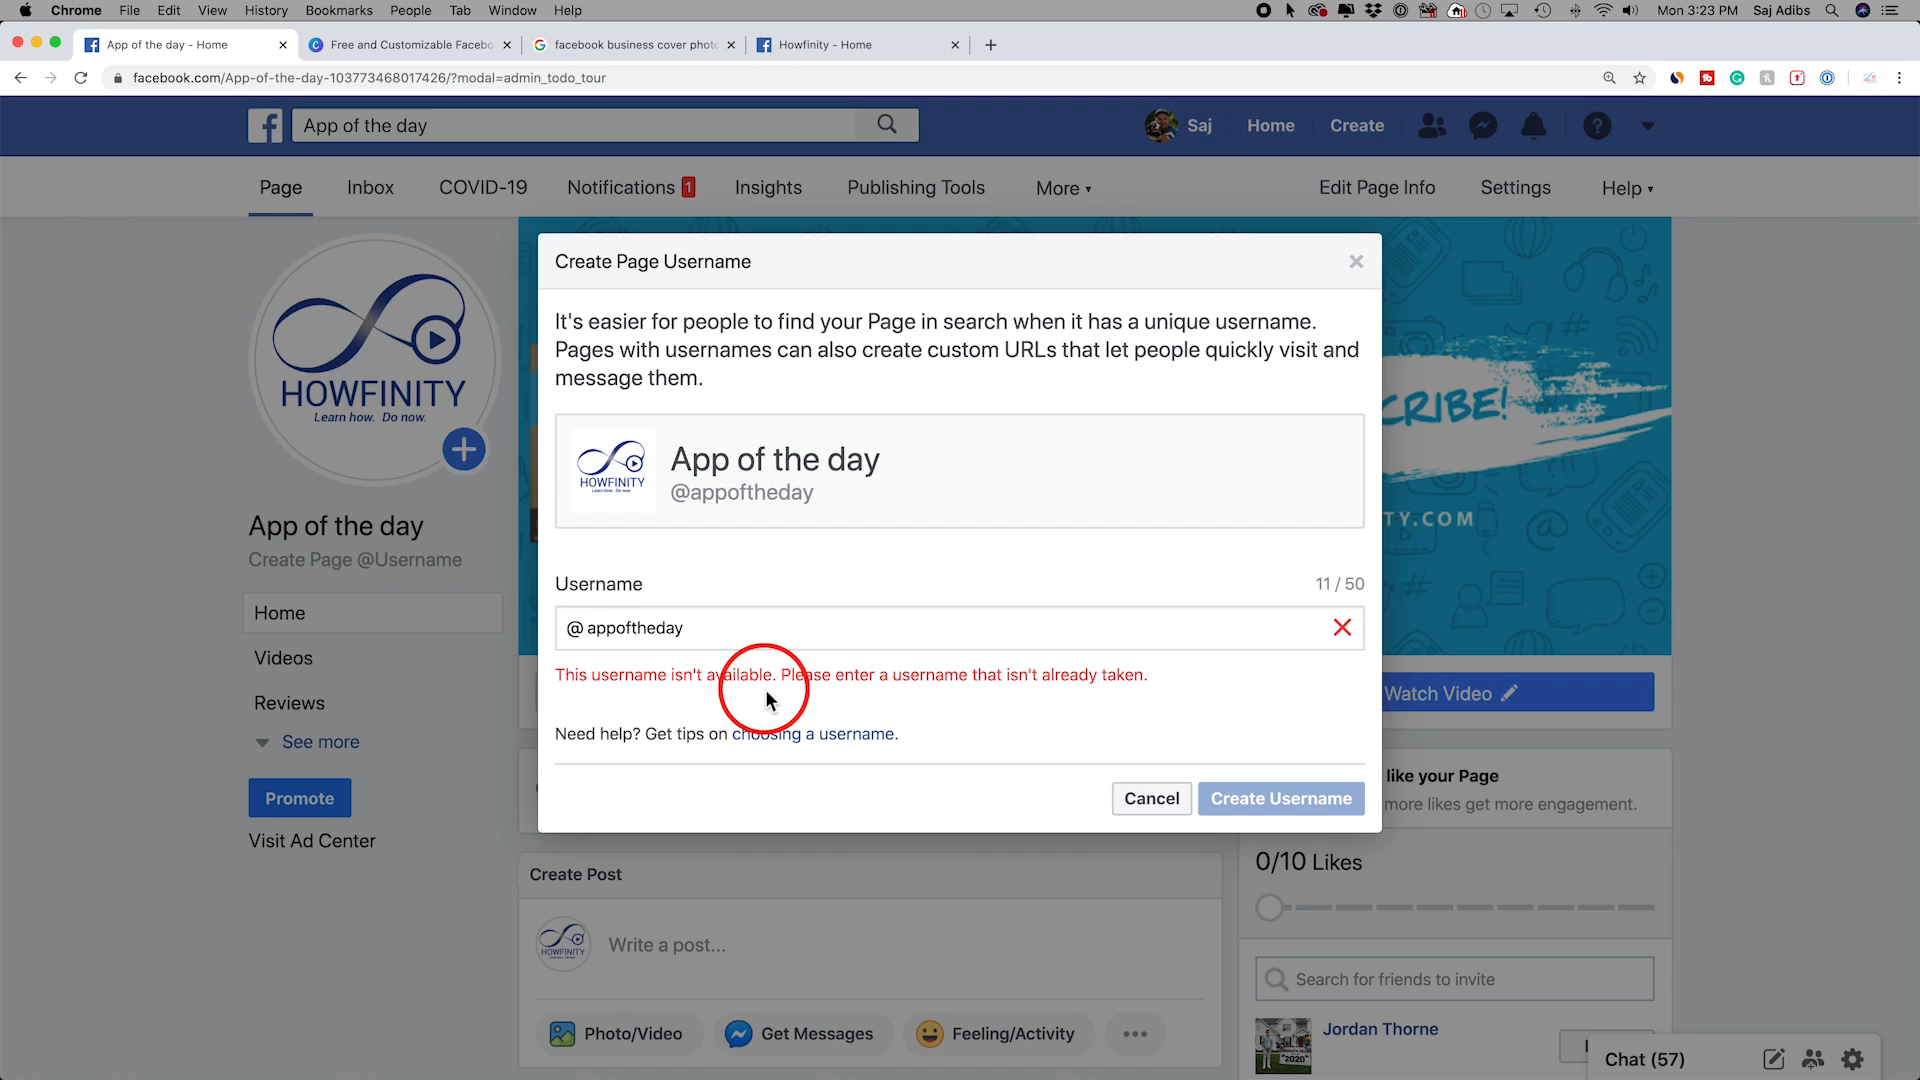 Chrome File Edit View History Bookmarks People Tab Window Help
Mon 3:23 PM Saj Adibs
App of the day - Home
Free and Customizable Facebo
facebook business cover phot
Howfinity - Home
facebook.com/App-of-the-day-103773468017426/?modal=admin_todo_tour
App of the day
Saj Home Create
Page Inbox COVID-19 Notifications 1 Insights Publishing Tools More
Edit Page Info Settings Help
HOWFINITY
Learn how. Do now.
App of the day
Create Page @Username
Home
Videos
Reviews
See more
Promote
Visit Ad Center
Create Page Username
It's easier for people to find your Page in search when it has a unique username.
Pages with usernames can also create custom URLs that let people quickly visit and
message them.
HOWFINITY
Learn how. Do now.
App of the day
@appoftheday
Username 11 / 50
@ appoftheday
This username isn't available. Please enter a username that isn't already taken.
Need help? Get tips on choosing a username.
Cancel Create Username
CRIBE!
TY.COM
Watch Video
like your Page
more likes get more engagement.
0/10 Likes
Search for friends to invite
Jordan Thorne
Create Post
HOWFINITY
Write a post...
Photo/Video Get Messages Feeling/Activity
Chat (57)